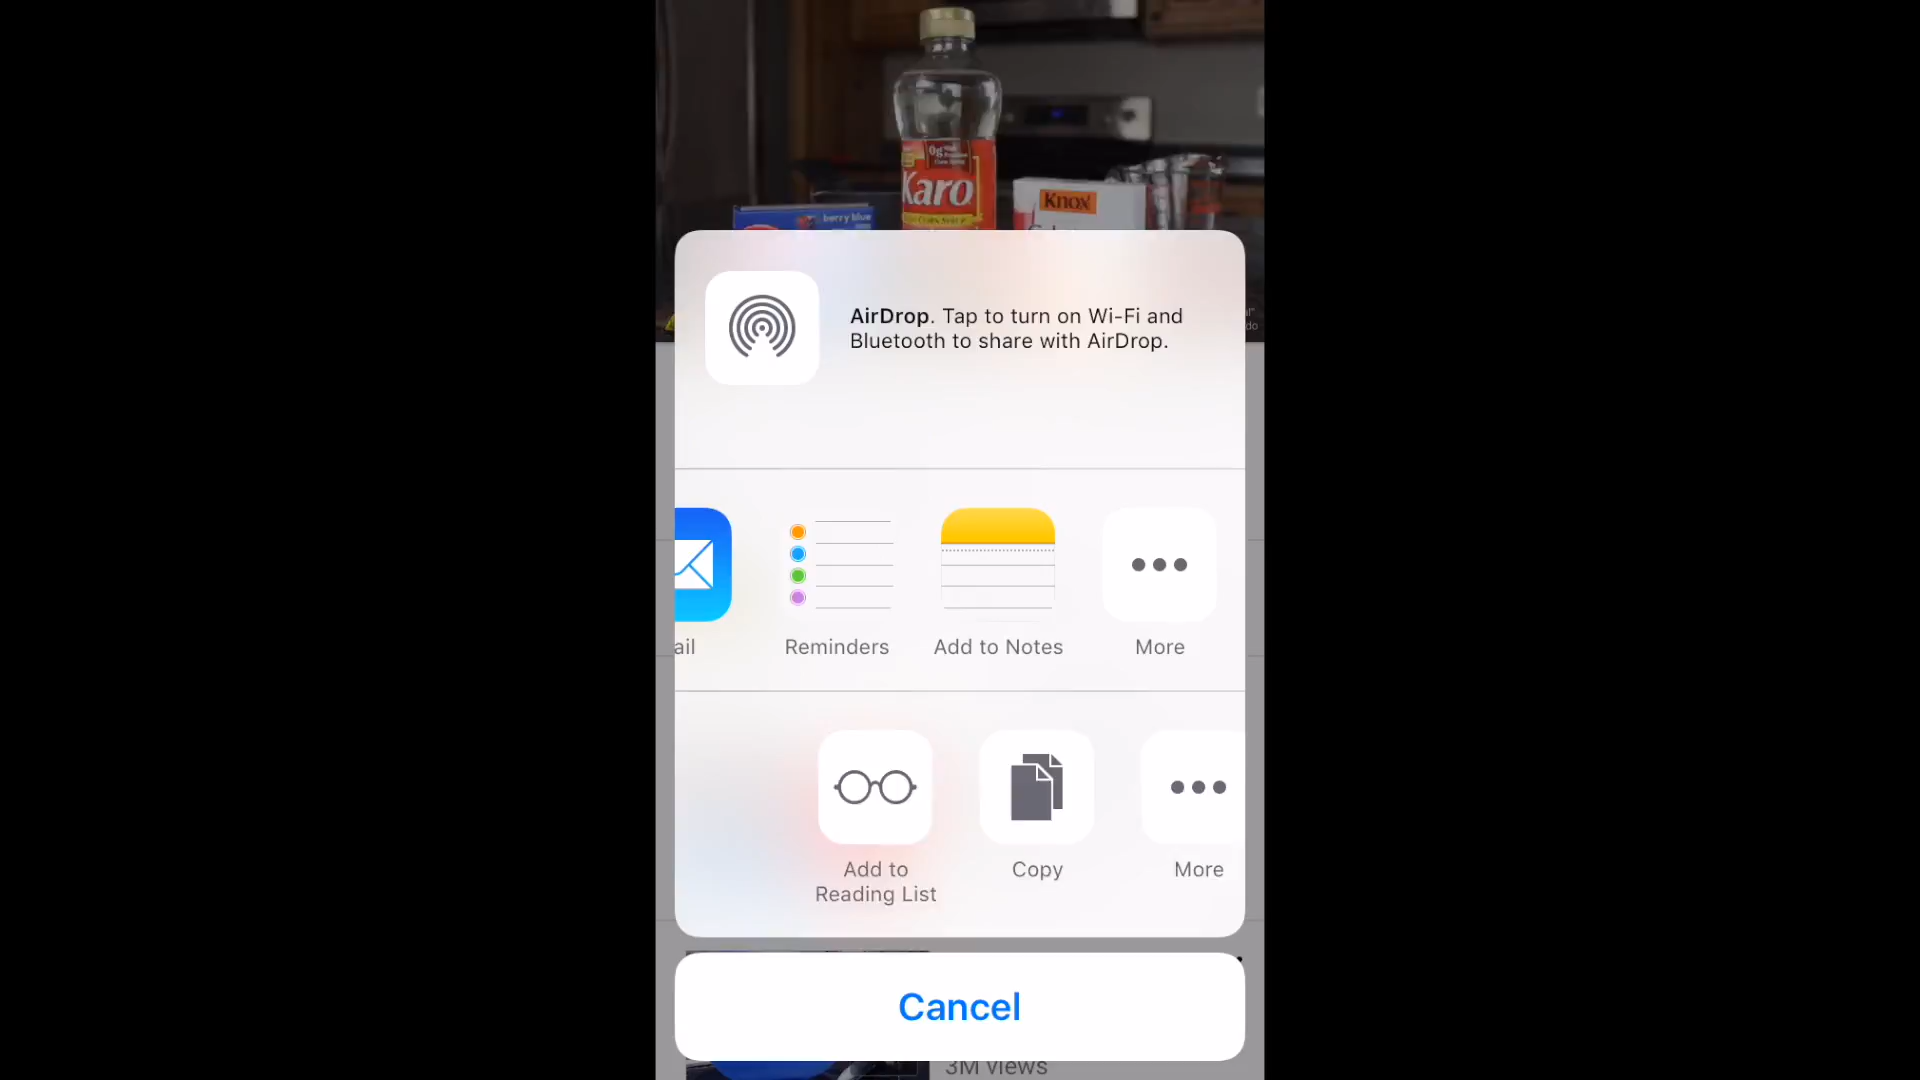 berry blue
0g
Karo
Knox
AirDrop. Tap to turn on Wi-Fi and
Bluetooth to share with AirDrop.
ail
Reminders
Add to Notes
More
Add to
Reading List
Copy
More
Cancel
3M views